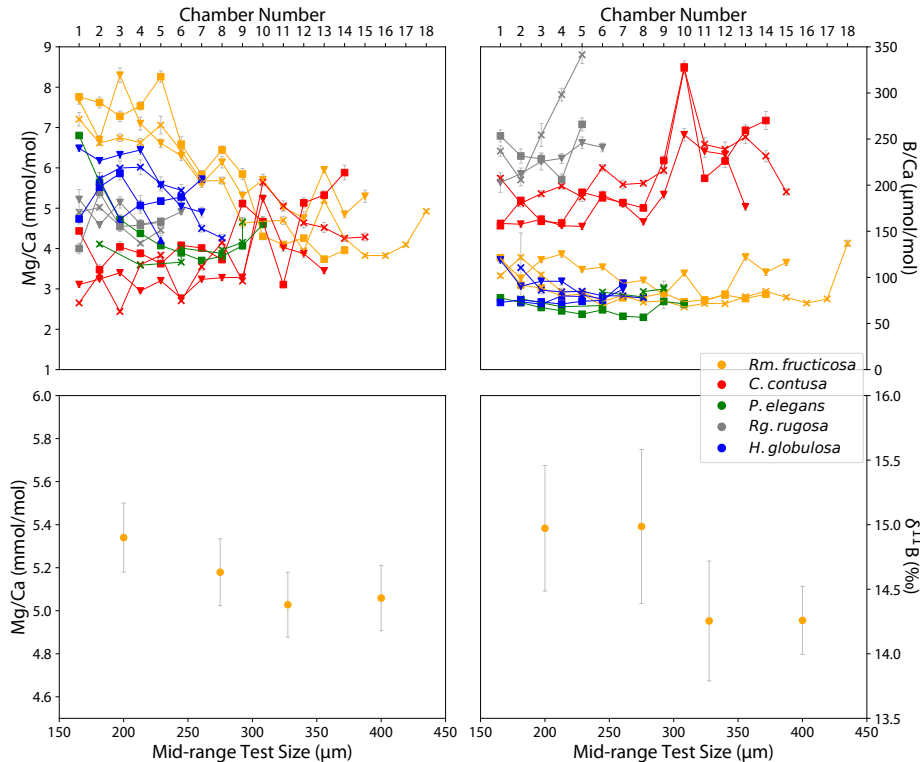 Chamber Number
Chamber Number
1 2 3 4 5 6 7 8 9 10 11 12 13 14 15 16 17 18
1 2 3 4 5 6 7 8 9 10 11 12 13 14 15 16 17 18
9
8
7
6
5
4
3
2
1
Mg/Ca (mmol/mol)
350
300
250
200
150
100
50
0
B/Ca (μmol/mol)
Rm. fructicosa
C. contusa
P. elegans
Rg. rugosa
H. globulosa
6.0
5.8
5.6
5.4
5.2
5.0
4.8
4.6
Mg/Ca (mmol/mol)
16.0
15.5
15.0
14.5
14.0
13.5
δ¹¹B (‰)
150 200 250 300 350 400 450
150 200 250 300 350 400 450
Mid-range Test Size (μm)
Mid-range Test Size (μm)